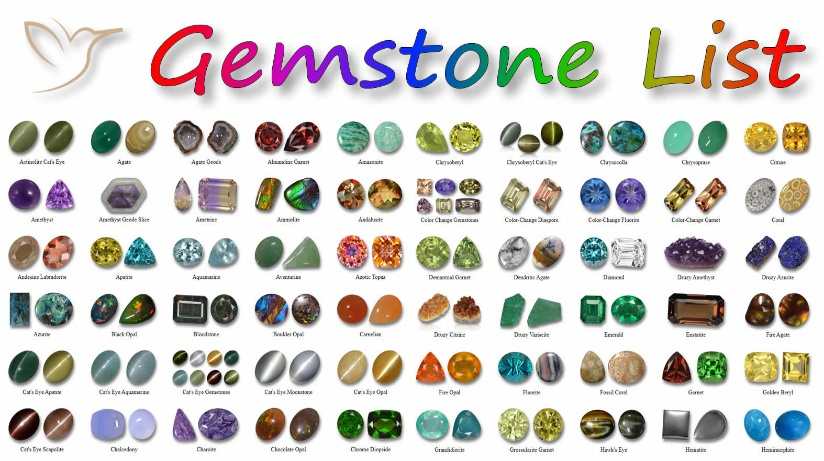 Gemstone List
Actinolite Cat's Eye
Agate
Agate Geode
Almandine Garnet
Amazonite
Chrysoberyl
Chrysoberyl Cat's Eye
Chrysocolla
Chrysoprase
Citrine
Amethyst
Amethyst Geode Slice
Ametrine
Ammolite
Andalusite
Color Change Gemstones
Color-Change Diaspore
Color-Change Fluorite
Color-Change Garnet
Coral
Andesine Labradorite
Apatite
Aquamarine
Aventurine
Azotic Topaz
Demantoid Garnet
Dendritic Agate
Diamond
Druzy Amethyst
Druzy Azurite
Azurite
Black Opal
Bloodstone
Boulder Opal
Carnelian
Druzy Citrine
Druzy Variscite
Emerald
Enstatite
Fire Agate
Cat's Eye Apatite
Cat's Eye Aquamarine
Cat's Eye Gemstones
Cat's Eye Moonstone
Cat's Eye Opal
Fire Opal
Fluorite
Fossil Coral
Garnet
Golden Beryl
Cat's Eye Scapolite
Chalcedony
Charoite
Chocolate Opal
Chrome Diopside
Grandidierite
Grossularite Garnet
Hawk's Eye
Hematite
Hemimorphite